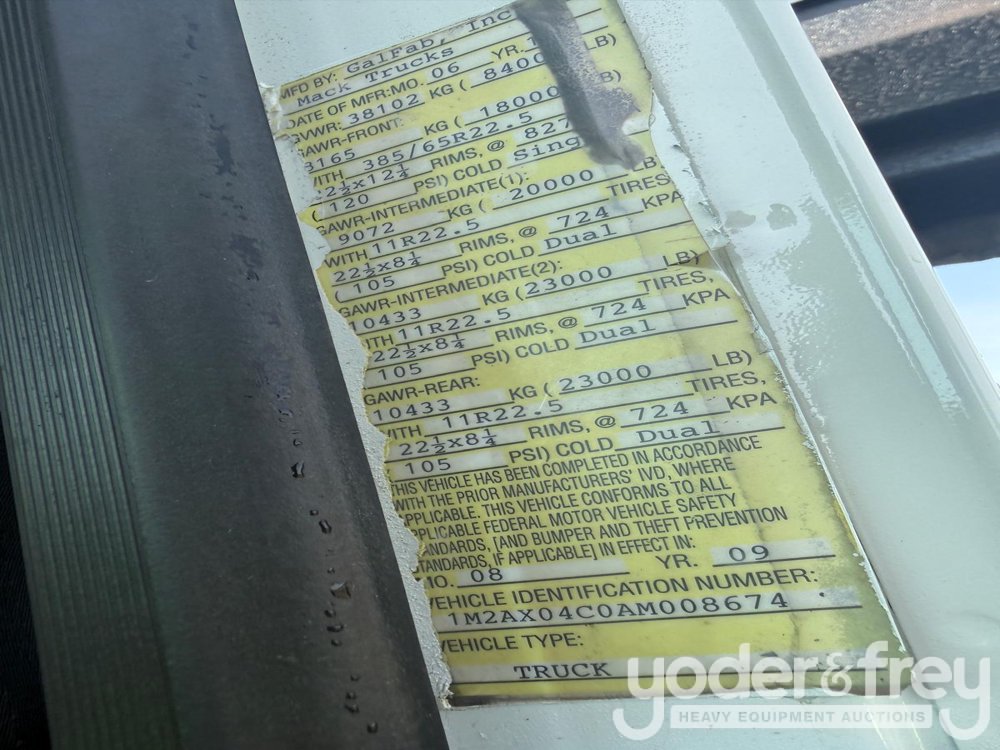 MFD BY: GalFab, Inc
Mack Trucks
DATE OF MFR:MO. 06 YR.
GVWR: 38102 KG ( 8400 LB)
GAWR-FRONT:
8165 KG ( 18000 LB)
WITH 385/65R22.5
22½x12¼ RIMS, @ 827
( 120 PSI) COLD Sing
GAWR-INTERMEDIATE(1):
9072 KG ( 20000 LB
WITH 11R22.5 TIRES,
22½x8¼ RIMS, @ 724 KPA
( 105 PSI) COLD Dual
GAWR-INTERMEDIATE(2):
10433 KG ( 23000 LB)
WITH 11R22.5 TIRES,
22½x8¼ RIMS, @ 724 KPA
105 PSI) COLD Dual
GAWR-REAR:
10433 KG ( 23000 LB)
WITH 11R22.5 TIRES,
22½x8¼ RIMS, @ 724 KPA
105 PSI) COLD Dual
THIS VEHICLE HAS BEEN COMPLETED IN ACCORDANCE
WITH THE PRIOR MANUFACTURERS' IVD, WHERE
APPLICABLE. THIS VEHICLE CONFORMS TO ALL
APPLICABLE FEDERAL MOTOR VEHICLE SAFETY
STANDARDS, [AND BUMPER AND THEFT PREVENTION
STANDARDS, IF APPLICABLE] IN EFFECT IN:
MO. 08 YR. 09
VEHICLE IDENTIFICATION NUMBER:
1M2AX04C0AM008674
VEHICLE TYPE:
TRUCK
yoder&frey
HEAVY EQUIPMENT AUCTIONS